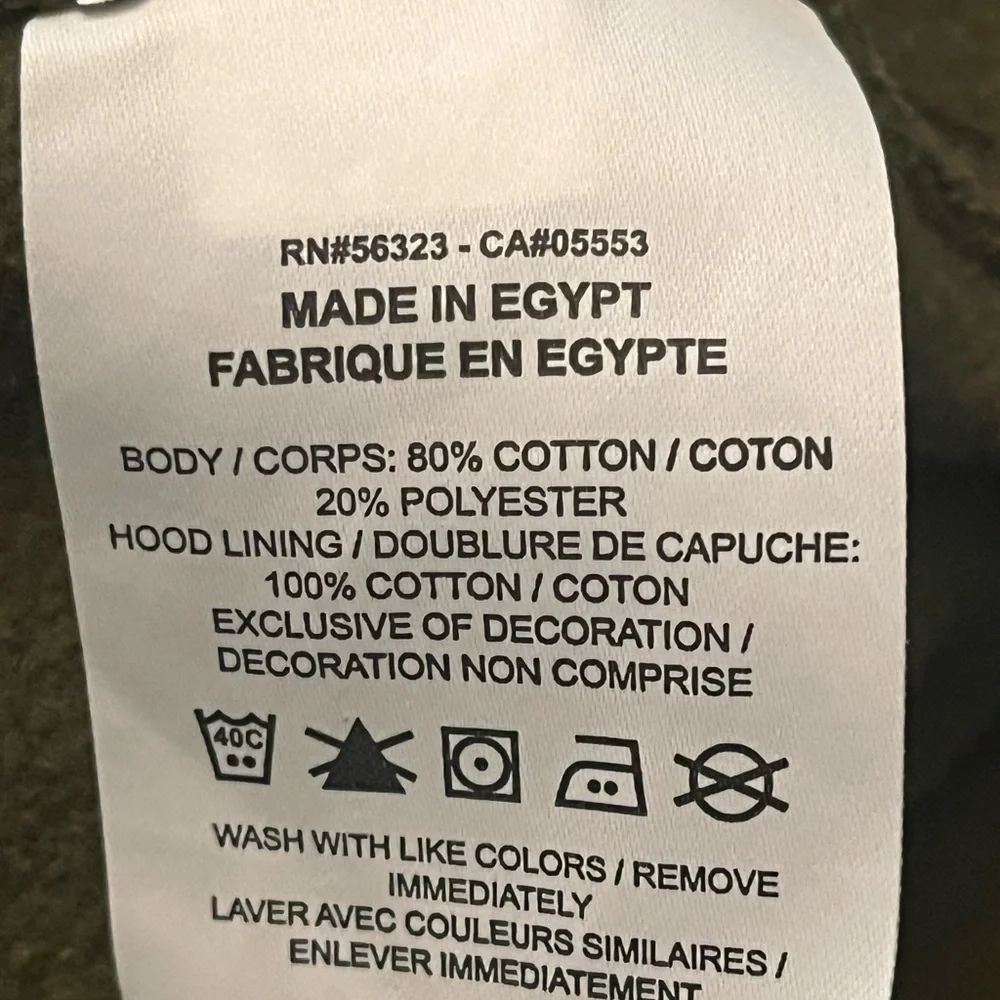 RN#56323 - CA#05553
MADE IN EGYPT
FABRIQUE EN EGYPTE
BODY / CORPS: 80% COTTON / COTON
20% POLYESTER
HOOD LINING / DOUBLURE DE CAPUCHE:
100% COTTON / COTON
EXCLUSIVE OF DECORATION /
DECORATION NON COMPRISE
40C
WASH WITH LIKE COLORS / REMOVE
IMMEDIATELY
LAVER AVEC COULEURS SIMILAIRES /
ENLEVER IMMEDIATEMENT